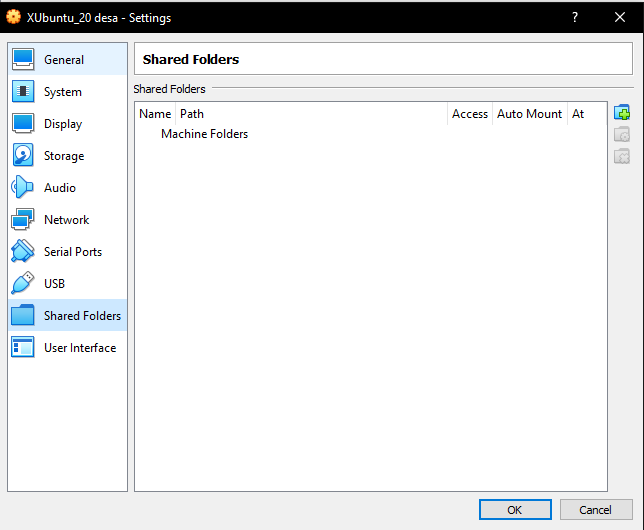 XUbuntu_20 desa - Settings
?
General
System
Display
Storage
Audio
Network
Serial Ports
USB
Shared Folders
User Interface
Shared Folders
Shared Folders
Name Path Access Auto Mount At
Machine Folders
OK Cancel